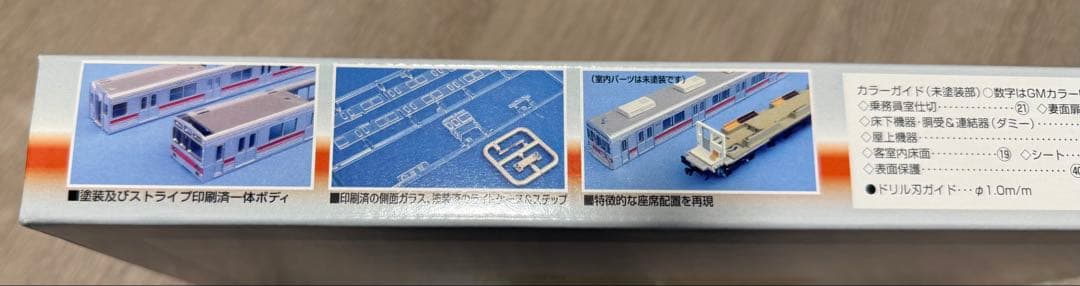 (室内パーツは未塗装です)
■塗装及びストライプ印刷済一体ボディ
■印刷済の側面ガラス、塗装済のライトケース&ステップ
■特徴的な座席配置を再現
カラーガイド(未塗装部)○数字はGMカラー
◇乗務員室仕切・・・・・・㉑ ◇妻面扉
◇床下機器・胴受&連結器(ダミー)・・・
◇屋上機器・・・
◇客室内床面・・・・・・⑲ ◇シート・・・
◇表面保護・・・
●ドリル刃ガイド・・・φ1.0m/m